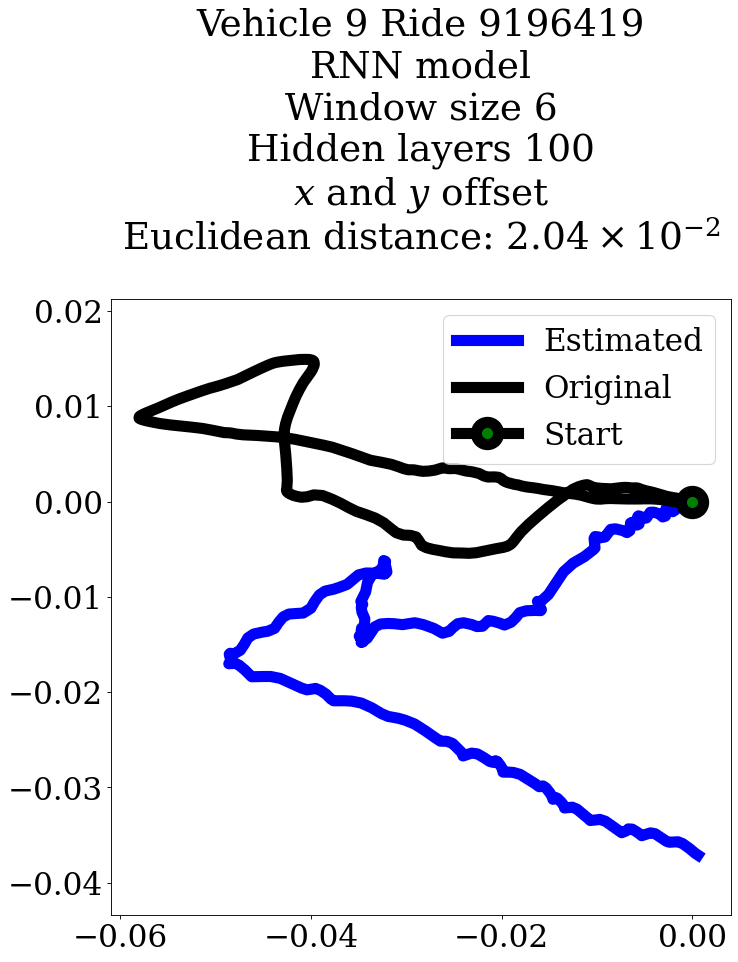 Vehicle 9 Ride 9196419
RNN model
Window size 6
Hidden layers 100
x and y offset
Euclidean distance: 2.04 × 10⁻²
Estimated
Original
Start
0.02
0.01
0.00
−0.01
−0.02
−0.03
−0.04
−0.06 −0.04 −0.02 0.00